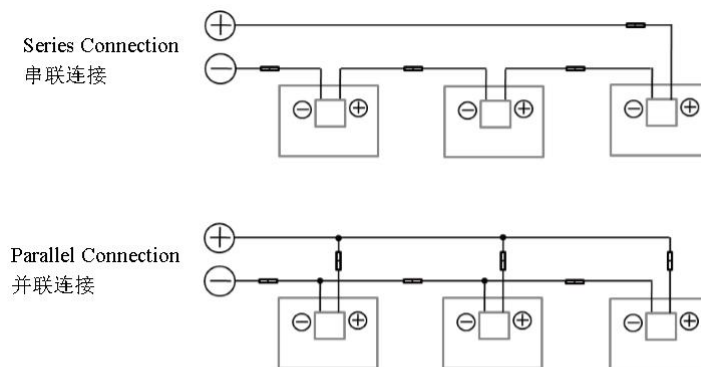 Series Connection
串联连接
Parallel Connection
并联连接